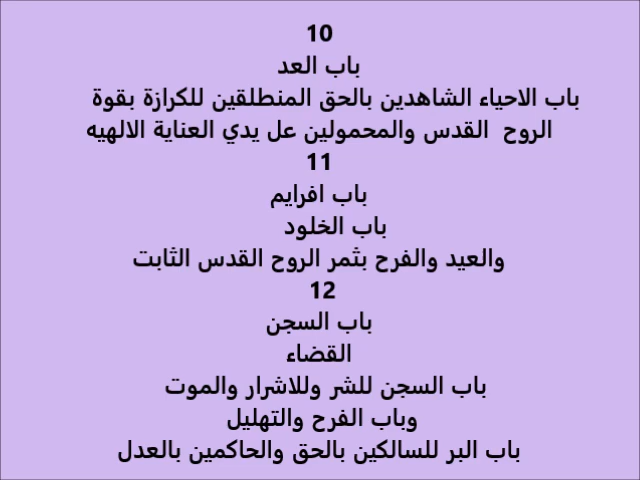 10
باب العد
باب الاحياء الشاهدين بالحق المنطلقين للكرازة بقوة
الروح القدس والمحمولين عل يدي العناية الالهيه
11
باب افرايم
باب الخلود
والعيد والفرح بثمر الروح القدس الثابت
12
باب السجن
القضاء
باب السجن للشر وللاشرار والموت
وباب الفرح والتهليل
باب البر للسالكين بالحق والحاكمين بالعدل